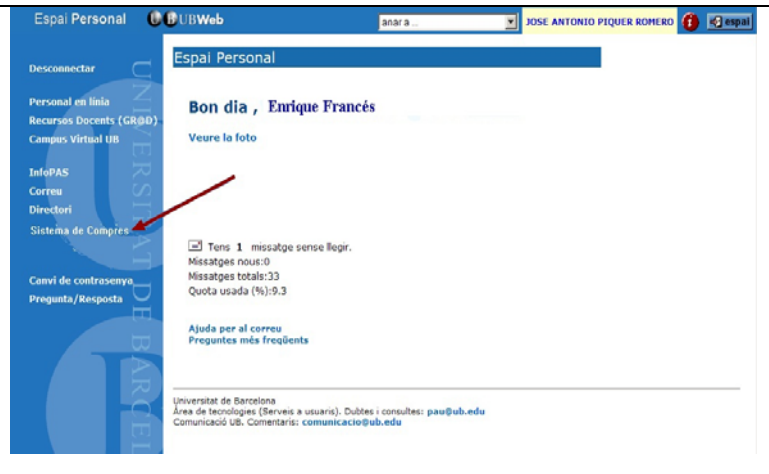 Espai Personal
UBWeb
anar a ..
JOSE ANTONIO PIQUER ROMERO
espai
Espai Personal
Desconnectar
Personal en línia
Recursos Docents (GR@D)
Campus Virtual UB
InfoPAS
Correu
Directori
Sistema de Compres
Canvi de contrasenya
Pregunta/Resposta
UNIVERSITAT DE BARCEL
Bon dia , Enrique Francés
Veure la foto
Tens 1 missatge sense llegir.
Missatges nous:0
Missatges totals:33
Quota usada (%):9.3
Ajuda per al correu
Preguntes més freqüents
Universitat de Barcelona
Àrea de tecnologies (Serveis a usuaris). Dubtes i consultes: pau@ub.edu
Comunicació UB. Comentaris: comunicacio@ub.edu